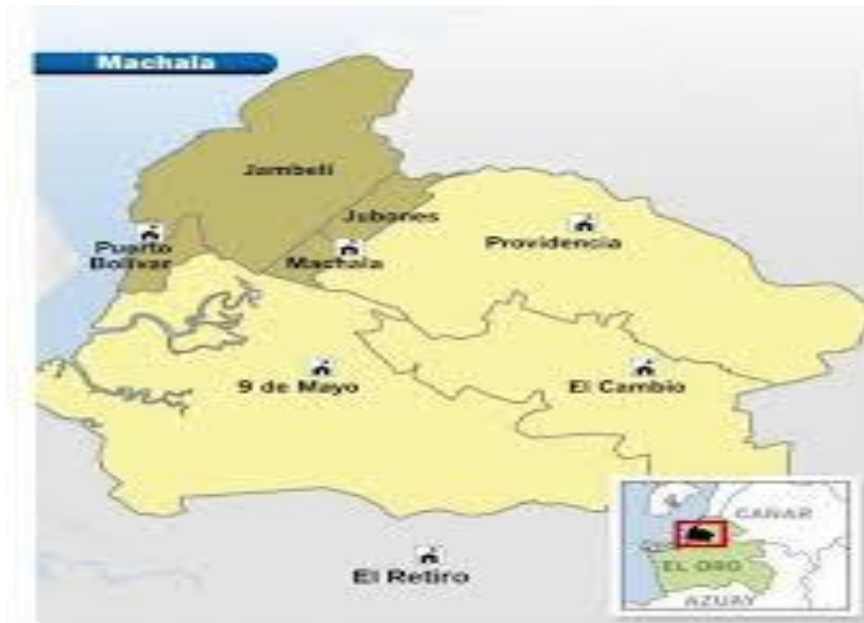 Machala
Jambelí
Jubones
Puerto
Bolívar
Machala
Providencia
9 de Mayo
El Cambio
El Retiro
CAÑAR
EL ORO
AZUAY